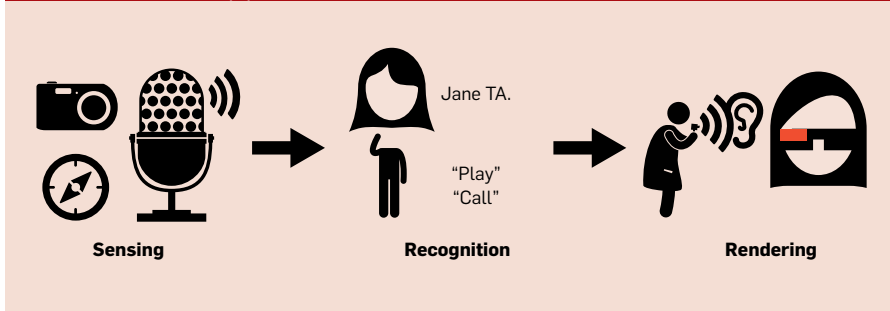 Jane TA.
“Play”
“Call”
Sensing
Recognition
Rendering